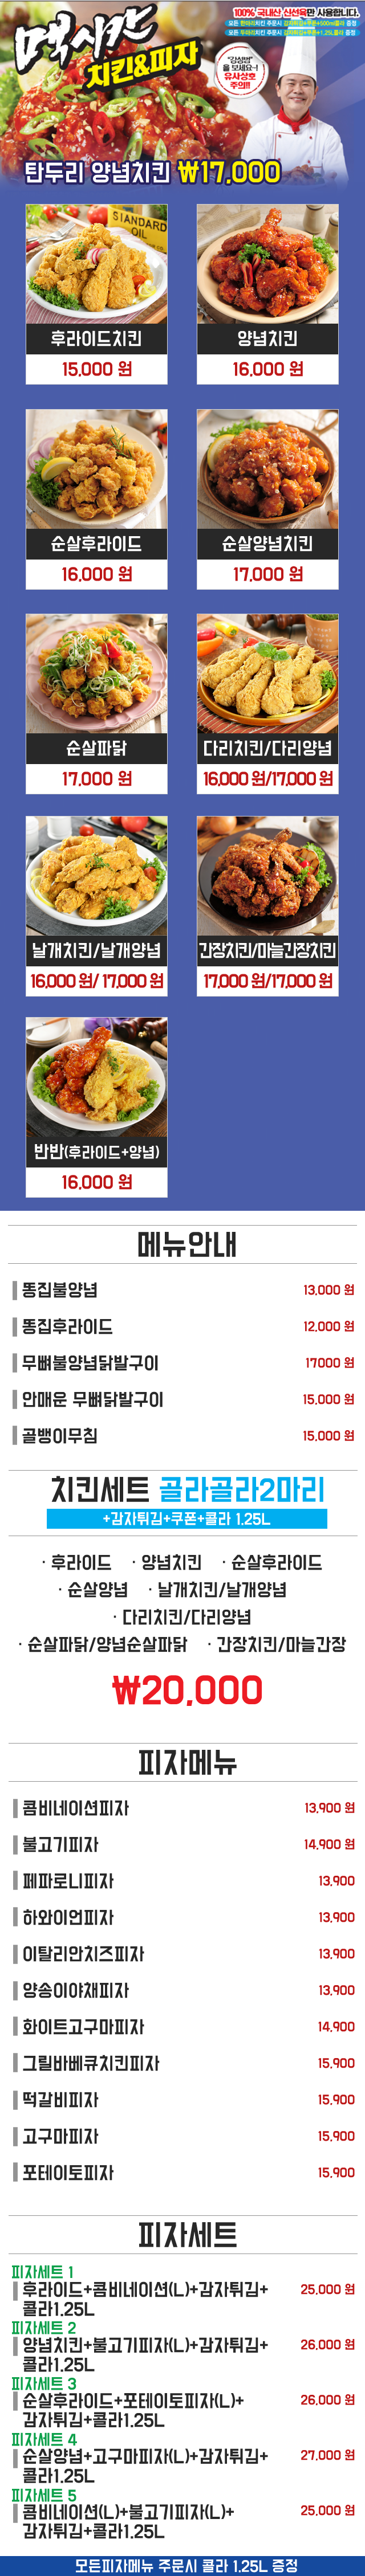 100% 국내산 신선육만 사용합니다.
모든 한마리치킨 주문시 감자튀김+쿠폰+500ml콜라 증정
모든 두마리치킨 주문시 감자튀김+쿠폰+1.25L콜라 증정
먹시간
치킨&피자
을 보세요~!
유사상호
주의!!
탄두리 양념치킨 ₩17,000
STANDARD
OIL
후라이드치킨
15,000 원
양념치킨
16,000 원
순살후라이드
16,000 원
순살양념치킨
17,000 원
순살파닭
17,000 원
다리치킨/다리양념
16,000 원/17,000 원
날개치킨/날개양념
16,000 원/ 17,000 원
간장치킨/마늘간장치킨
17,000 원/17,000 원
반반(후라이드+양념)
16,000 원
메뉴안내
똥집불양념 13,000 원
똥집후라이드 12,000 원
무뼈불양념닭발구이 17000 원
안매운 무뼈닭발구이 15,000 원
골뱅이무침 15,000 원
치킨세트 골라골라2마리
+감자튀김+쿠폰+콜라 1.25L
· 후라이드 · 양념치킨 · 순살후라이드
· 순살양념 · 날개치킨/날개양념
· 다리치킨/다리양념
· 순살파닭/양념순살파닭 · 간장치킨/마늘간장
₩20,000
피자메뉴
콤비네이션피자 13,900 원
불고기피자 14,900 원
페파로니피자 13,900
하와이언피자 13,900
이탈리안치즈피자 13,900
양송이야채피자 13,900
화이트고구마피자 14,900
그릴바베큐치킨피자 15,900
떡갈비피자 15,900
고구마피자 15,900
포테이토피자 15,900
피자세트
피자세트 1
후라이드+콤비네이션(L)+감자튀김+ 25,000 원
콜라1.25L
피자세트 2
양념치킨+불고기피자(L)+감자튀김+ 26,000 원
콜라1.25L
피자세트 3
순살후라이드+포테이토피자(L)+ 26,000 원
감자튀김+콜라1.25L
피자세트 4
순살양념+고구마피자(L)+감자튀김+ 27,000 원
콜라1.25L
피자세트 5
콤비네이션(L)+불고기피자(L)+ 25,000 원
감자튀김+콜라1.25L
모든피자메뉴 주문시 콜라 1.25L 증정